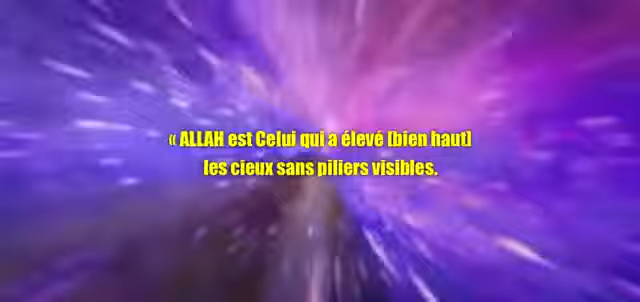 « ALLAH est Celui qui a élevé [bien haut]
les cieux sans piliers visibles.